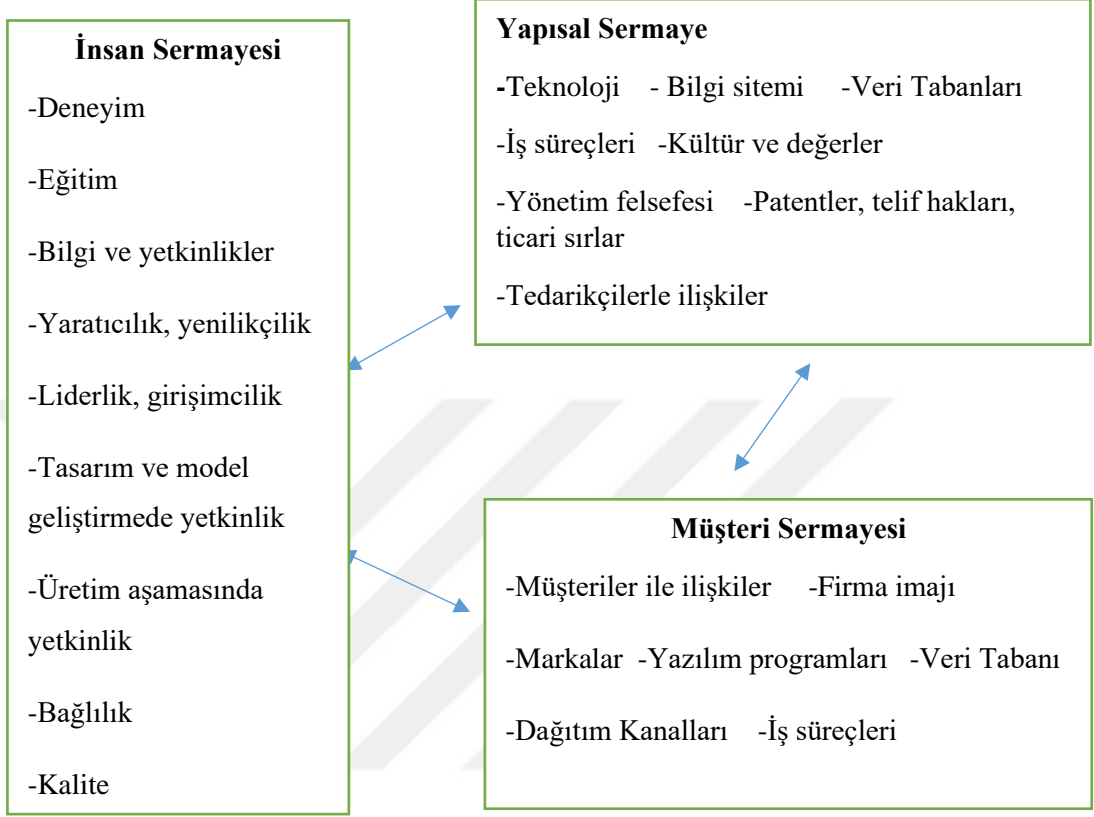 İnsan Sermayesi
-Deneyim
-Eğitim
-Bilgi ve yetkinlikler
-Yaratıcılık, yenilikçilik
-Liderlik, girişimcilik
-Tasarım ve model
geliştirmede yetkinlik
-Üretim aşamasında
yetkinlik
-Bağlılık
-Kalite
Yapısal Sermaye
-Teknoloji - Bilgi sitemi -Veri Tabanları
-İş süreçleri -Kültür ve değerler
-Yönetim felsefesi -Patentler, telif hakları,
ticari sırlar
-Tedarikçilerle ilişkiler
Müşteri Sermayesi
-Müşteriler ile ilişkiler -Firma imajı
-Markalar -Yazılım programları -Veri Tabanı
-Dağıtım Kanalları -İş süreçleri